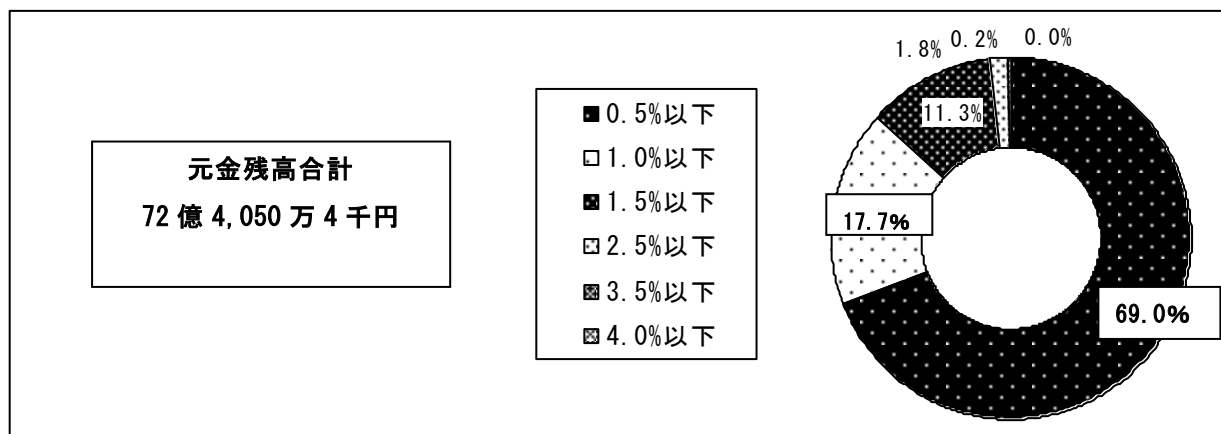 元金残高合計
72億4,050万4千円
0.5%以下
1.0%以下
1.5%以下
2.5%以下
3.5%以下
4.0%以下
1.8%
0.2%
0.0%
11.3%
17.7%
69.0%